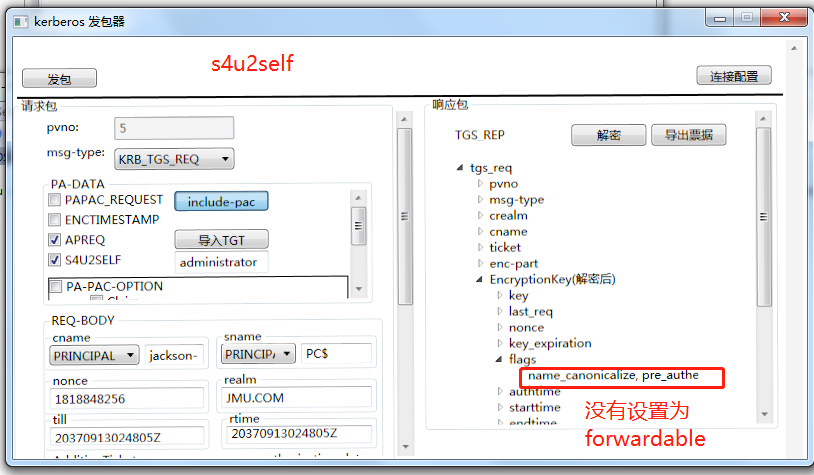 kerberos 发包器
s4u2self
发包
连接配置
请求包
pvno:
5
msg-type:
KRB_TGS_REQ
PA-DATA
PAPAC_REQUEST
include-pac
ENCTIMESTAMP
APREQ
导入TGT
S4U2SELF
administrator
PA-PAC-OPTION
REQ-BODY
cname
sname
PRINCIPAL
jackson-
PRINCIP
PC$
nonce
realm
1818848256
JMU.COM
till
rtime
20370913024805Z
20370913024805Z
响应包
TGS_REP
解密
导出票据
tgs_req
pvno
msg-type
crealm
cname
ticket
enc-part
EncryptionKey(解密后)
key
last_req
nonce
key_expiration
flags
name_canonicalize, pre_authe
authtime
starttime
endtime
没有设置为
forwardable